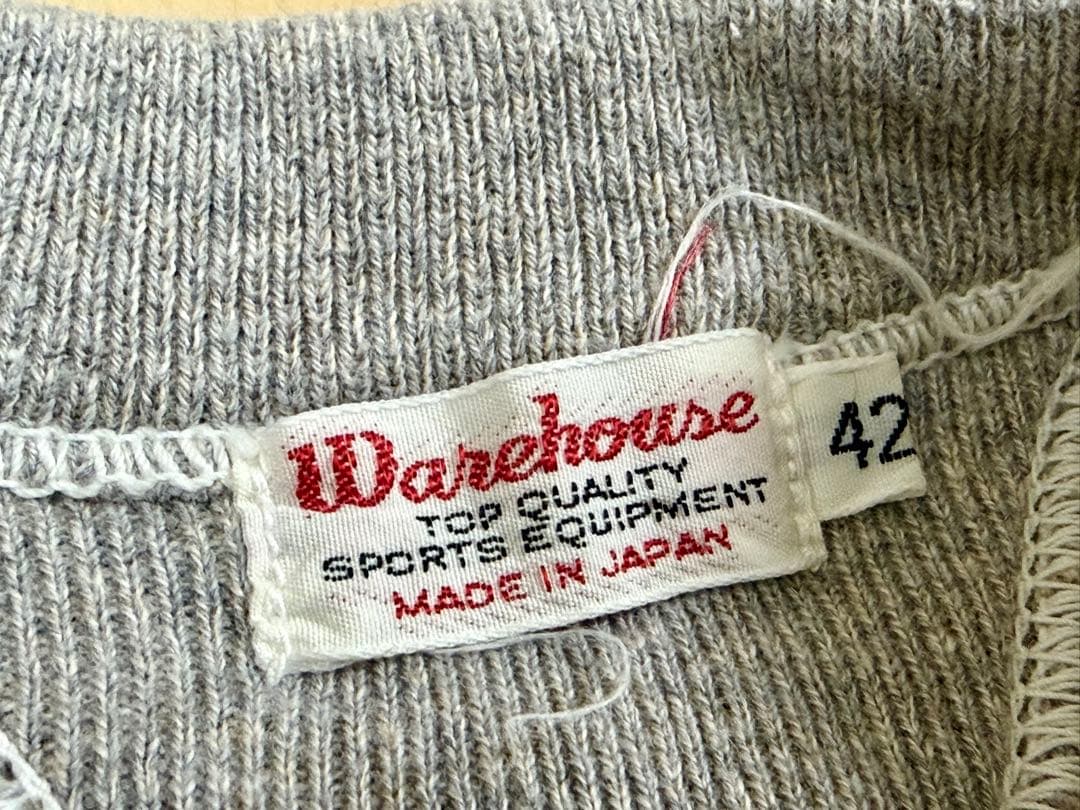 Warehouse
TOP QUALITY
SPORTS EQUIPMENT
MADE IN JAPAN
42